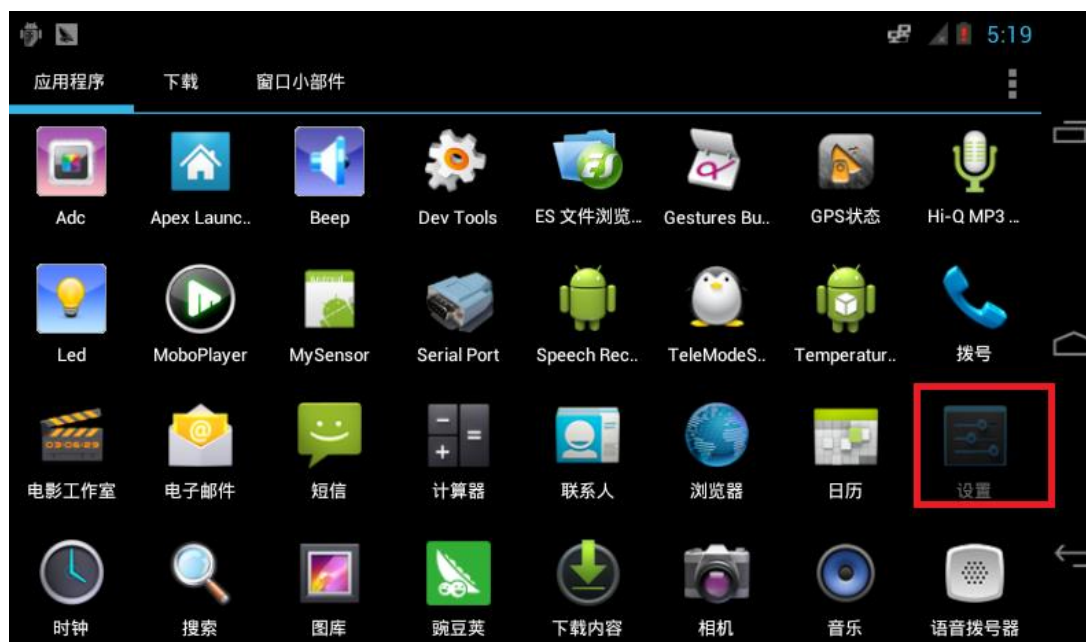 5:19
应用程序 下载 窗口小部件
Adc Apex Launc.. Beep Dev Tools ES 文件浏览... Gestures Bu.. GPS状态 Hi-Q MP3 ...
Led MoboPlayer MySensor Serial Port Speech Rec.. TeleModeS.. Temperatur.. 拨号
电影工作室 电子邮件 短信 计算器 联系人 浏览器 日历 设置
时钟 搜索 图库 豌豆荚 下载内容 相机 音乐 语音拨号器